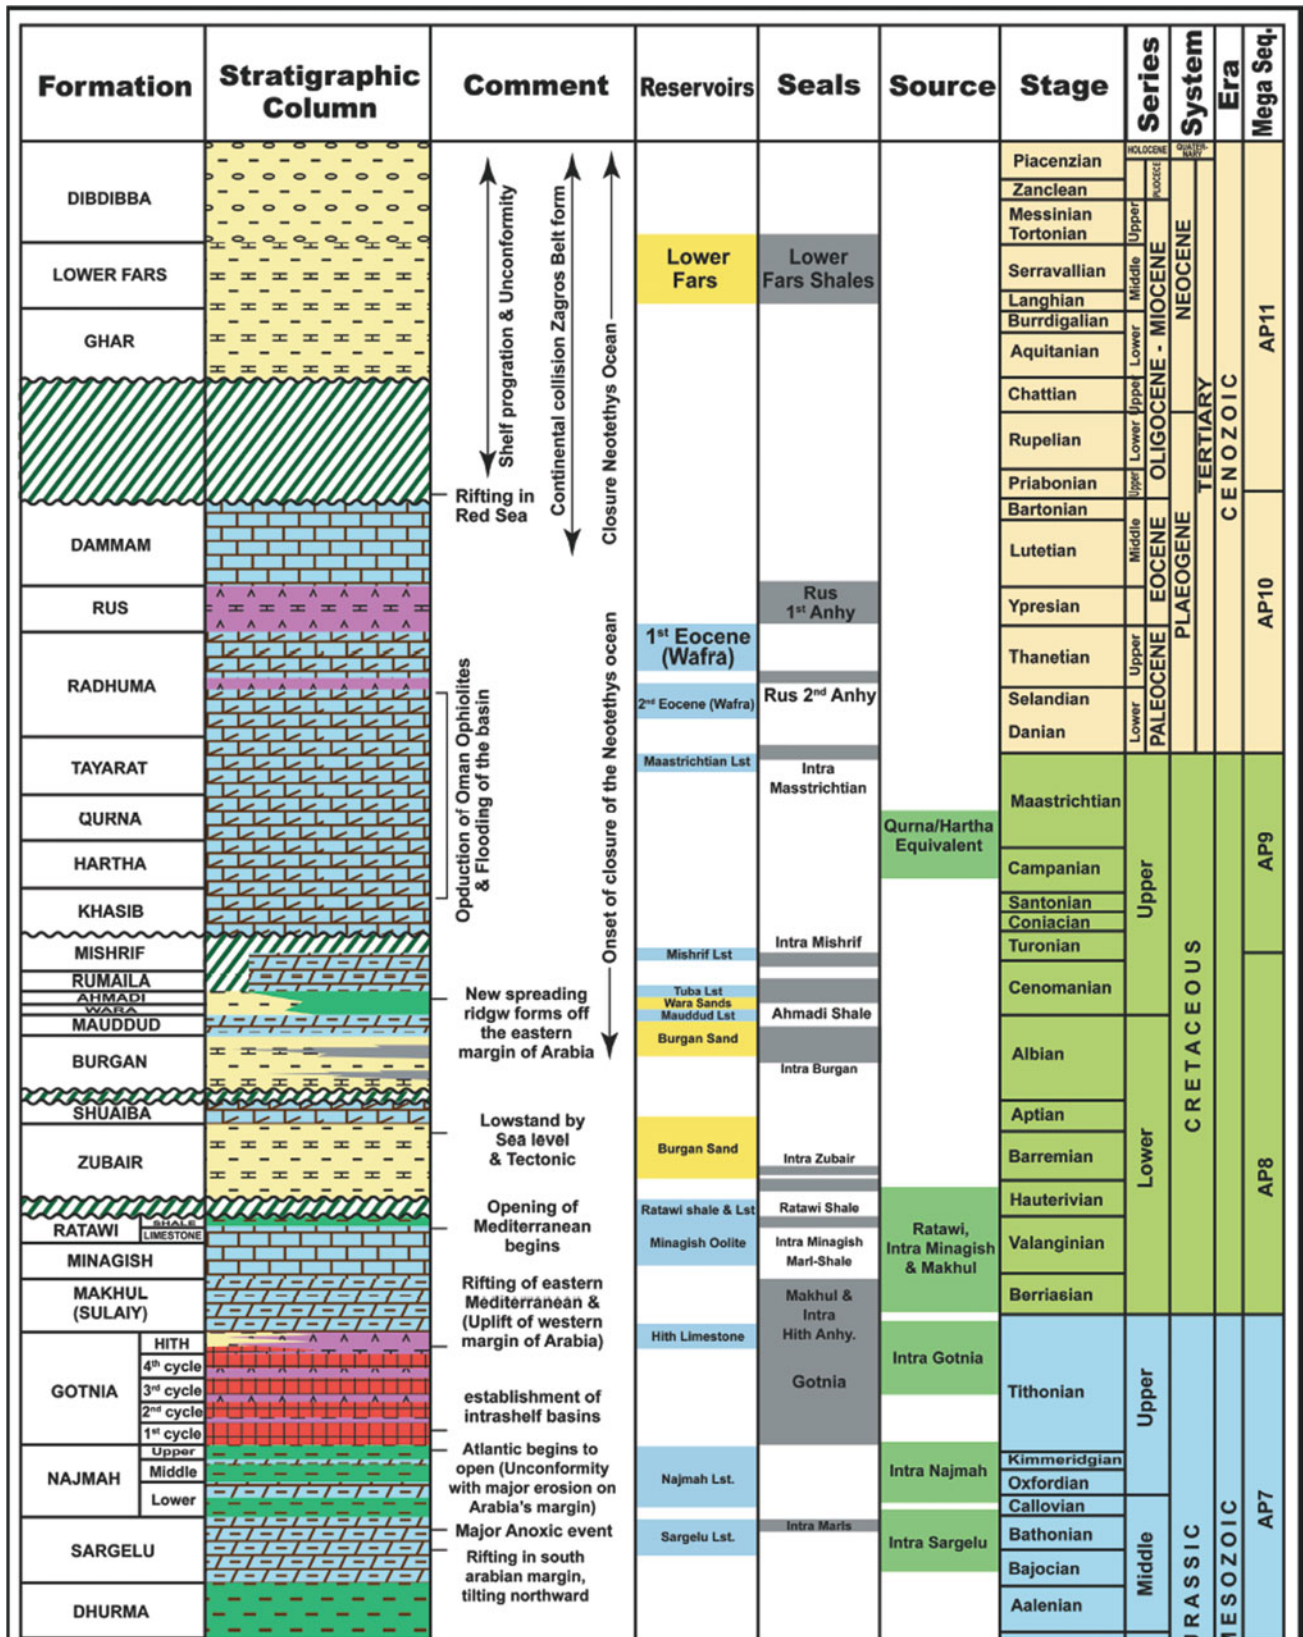 Formation
Stratigraphic
Column
Comment
Reservoirs
Seals
Source
Stage
Series
System
Era
Mega Seq.
DIBDIBBA
LOWER FARS
GHAR
DAMMAM
RUS
RADHUMA
TAYARAT
QURNA
HARTHA
KHASIB
MISHRIF
RUMAILA
AHMADI
WARA
MAUDDUD
BURGAN
SHUAIBA
ZUBAIR
RATAWI
SHALE
LIMESTONE
MINAGISH
MAKHUL
(SULAIY)
GOTNIA
HITH
4th cycle
3rd cycle
2nd cycle
1st cycle
NAJMAH
Upper
Middle
Lower
SARGELU
DHURMA
Shelf progration & Unconformity
Continental collision Zagros Belt form
Closure Neotethys Ocean
Rifting in
Red Sea
Opduction of Oman Ophiolites
& Flooding of the basin
Onset of closure of the Neotethys ocean
New spreading
ridgw forms off
the eastern
margin of Arabia
Lowstand by
Sea level
& Tectonic
Opening of
Mediterranean
begins
Rifting of eastern
Mediterranean &
(Uplift of western
margin of Arabia)
establishment of
intrashelf basins
Atlantic begins to
open (Unconformity
with major erosion on
Arabia's margin)
Major Anoxic event
Rifting in south
arabian margin,
tilting northward
Lower
Fars
1st Eocene
(Wafra)
2nd Eocene (Wafra)
Maastrichtian Lst
Mishrif Lst
Tuba Lst
Wara Sands
Mauddud Lst
Burgan Sand
Burgan Sand
Ratawi shale & Lst
Minagish Oolite
Hith Limestone
Najmah Lst.
Sargelu Lst.
Lower
Fars Shales
Rus
1st Anhy
Rus 2nd Anhy
Intra
Masstrichtian
Intra Mishrif
Ahmadi Shale
Intra Burgan
Intra Zubair
Ratawi Shale
Intra Minagish
Marl-Shale
Makhul &
Intra
Hith Anhy.
Gotnia
Intra Marls
Qurna/Hartha
Equivalent
Ratawi,
Intra Minagish
& Makhul
Intra Gotnia
Intra Najmah
Intra Sargelu
Piacenzian
Zanclean
Messinian
Tortonian
Serravallian
Langhian
Burrdigalian
Aquitanian
Chattian
Rupelian
Priabonian
Bartonian
Lutetian
Ypresian
Thanetian
Selandian
Danian
Maastrichtian
Campanian
Santonian
Coniacian
Turonian
Cenomanian
Albian
Aptian
Barremian
Hauterivian
Valanginian
Berriasian
Tithonian
Kimmeridgian
Oxfordian
Callovian
Bathonian
Bajocian
Aalenian
HOLOCENE
PLIOCECE
Upper
Middle
Lower
OLIGOCENE - MIOCENE
Upper
Lower
Upper
Middle
EOCENE
Upper
Lower
PALEOCENE
Upper
Lower
Upper
Middle
QUATER-
NARY
NEOCENE
PLAEOGENE
TERTIARY
CRETACEOUS
URASSIC
CENOZOIC
MESOZOIC
AP11
AP10
AP9
AP8
AP7